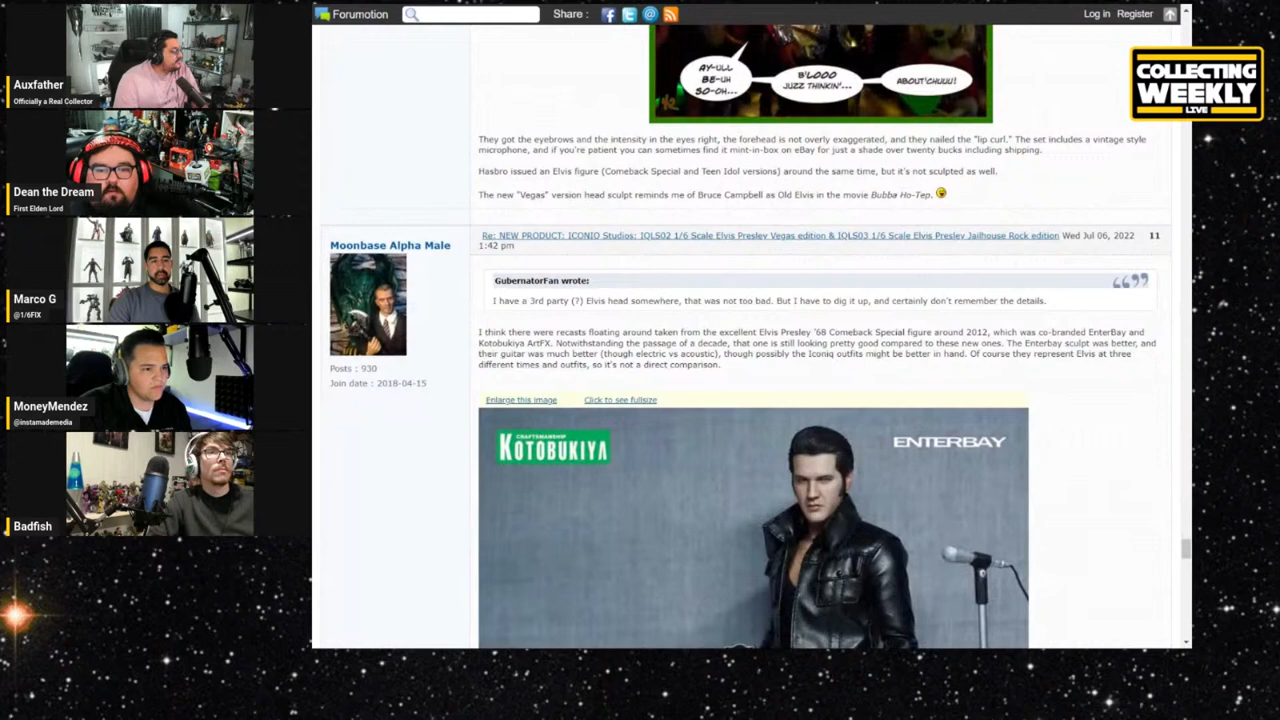 Forumotion
Share :
Log in Register
COLLECTING
WEEKLY
LIVE
Auxfather
Officially a Real Collector
Dean the Dream
First Elden Lord
Marco G
@1/6FIX
MoneyMendez
@instamademedia
Badfish
AY-ULL
BE-UH
SO-OH...
B'LOOO
JUZZ THINKIN'...
ABOUT'CHUUU!
They got the eyebrows and the intensity in the eyes right, the forehead is not overly exaggerated, and they nailed the "lip curl." The set includes a vintage style
microphone, and if you're patient you can sometimes find it mint-in-box on eBay for just a shade over twenty bucks including shipping.
Hasbro issued an Elvis figure (Comeback Special and Teen Idol versions) around the same time, but it's not sculpted as well.
The new "Vegas" version head sculpt reminds me of Bruce Campbell as Old Elvis in the movie Bubba Ho-Tep.
Moonbase Alpha Male
Posts : 930
Join date : 2018-04-15
Re: NEW PRODUCT: ICONIQ Studios: IQLS02 1/6 Scale Elvis Presley Vegas edition & IQLS03 1/6 Scale Elvis Presley Jailhouse Rock edition Wed Jul 06, 2022 11
1:42 pm
GubernatorFan wrote:
I have a 3rd party (?) Elvis head somewhere, that was not too bad. But I have to dig it up, and certainly don't remember the details.
I think there were recasts floating around taken from the excellent Elvis Presley '68 Comeback Special figure around 2012, which was co-branded EnterBay and
Kotobukiya ArtFX. Notwithstanding the passage of a decade, that one is still looking pretty good compared to these new ones. The Enterbay sculpt was better, and
their guitar was much better (though electric vs acoustic), though possibly the Iconiq outfits might be better in hand. Of course they represent Elvis at three
different times and outfits, so it's not a direct comparison.
Enlarge this image Click to see fullsize
CRAFTSMANSHIP
KOTOBUKIYA
ENTERBAY